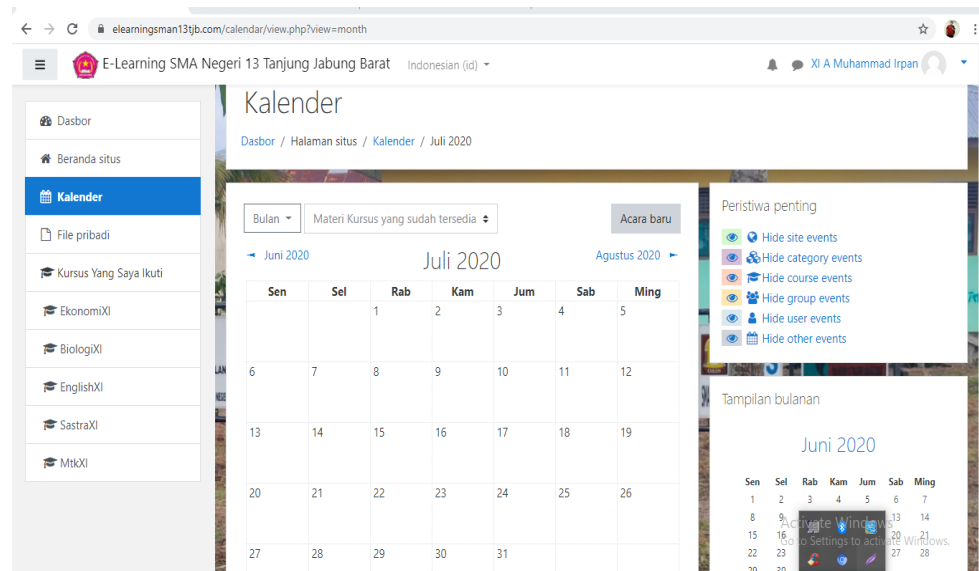 elearningsman13tjb.com/calendar/view.php?view=month
E-Learning SMA Negeri 13 Tanjung Jabung Barat
Indonesian (id)
XI A Muhammad Irpan
Dasbor
Beranda situs
Kalender
File pribadi
Kursus Yang Saya Ikuti
EkonomiXI
BiologiXI
EnglishXI
SastraXI
MtkXI
Kalender
Dasbor / Halaman situs / Kalender / Juli 2020
Bulan
Materi Kursus yang sudah tersedia
Acara baru
Juni 2020
Juli 2020
Agustus 2020
Sen Sel Rab Kam Jum Sab Ming
1 2 3 4 5
6 7 8 9 10 11 12
13 14 15 16 17 18 19
20 21 22 23 24 25 26
27 28 29 30 31
Peristiwa penting
Hide site events
Hide category events
Hide course events
Hide group events
Hide user events
Hide other events
Tampilan bulanan
Juni 2020
Sen Sel Rab Kam Jum Sab Ming
1 2 3 4 5 6 7
8 9 13 14
15 16 20 21
22 23 27 28
29 30
Activate Windows
Go to Settings to activate Windows.